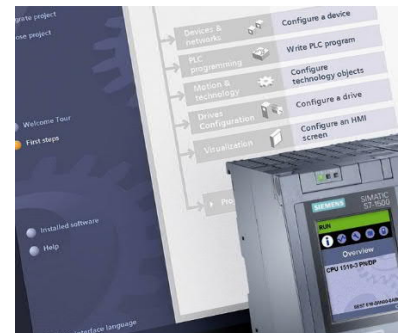 project
project
Welcome Tour
First steps
Installed software
Help
interface language
Devices &
networks
PLC
programming
Motion &
technology
Drives
Configuration
Visualization
Configure a device
Write PLC program
Configure
technology objects
Configure a drive
Configure an HMI
screen
SIEMENS
SIMATIC
S7-1500
RUN
Overview
CPU 1516-3 PN/DP